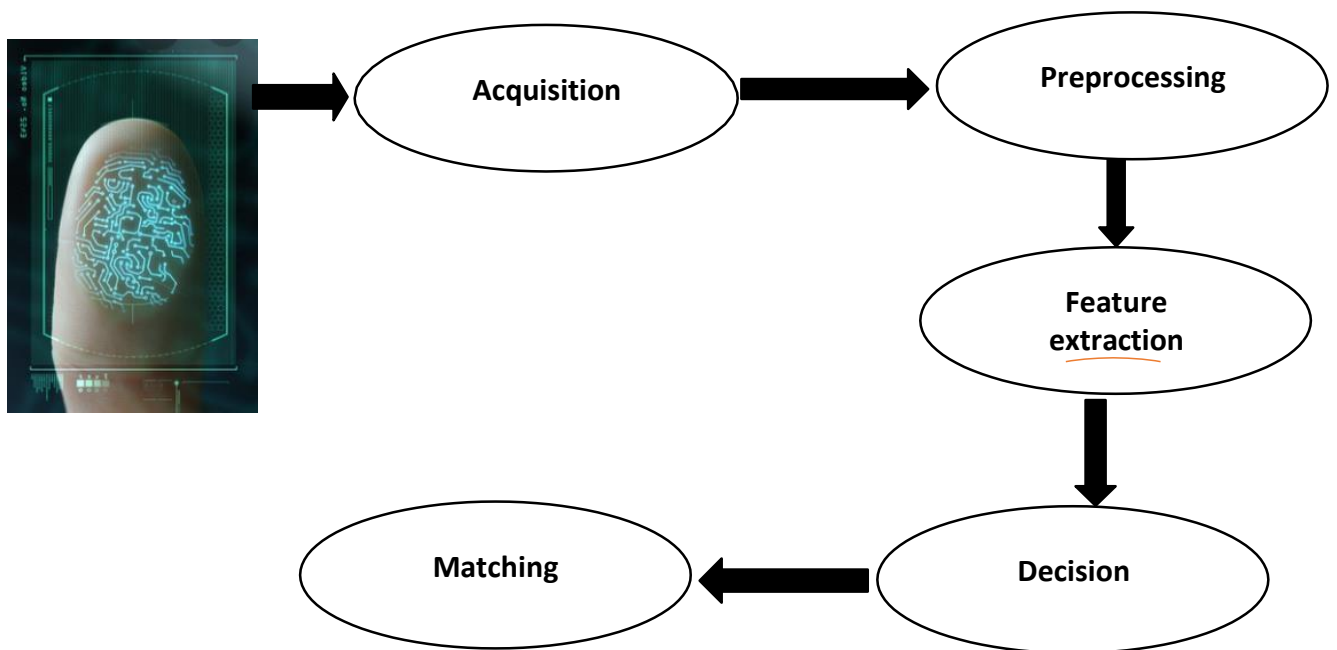 Acquisition
Preprocessing
Feature
extraction
Decision
Matching